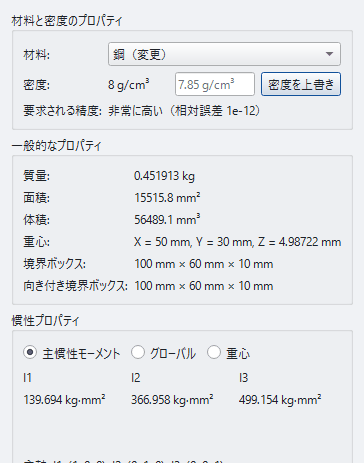 材料と密度のプロパティ
材料: 鋼（変更）
密度: 8 g/cm³ 7.85 g/cm³ 密度を上書き
要求される精度: 非常に高い（相対誤差 1e-12）
一般的なプロパティ
質量: 0.451913 kg
面積: 15515.8 mm²
体積: 56489.1 mm³
重心: X = 50 mm, Y = 30 mm, Z = 4.98722 mm
境界ボックス: 100 mm × 60 mm × 10 mm
向き付き境界ボックス: 100 mm × 60 mm × 10 mm
慣性プロパティ
主慣性モーメント グローバル 重心
I1 I2 I3
139.694 kg·mm² 366.958 kg·mm² 499.154 kg·mm²